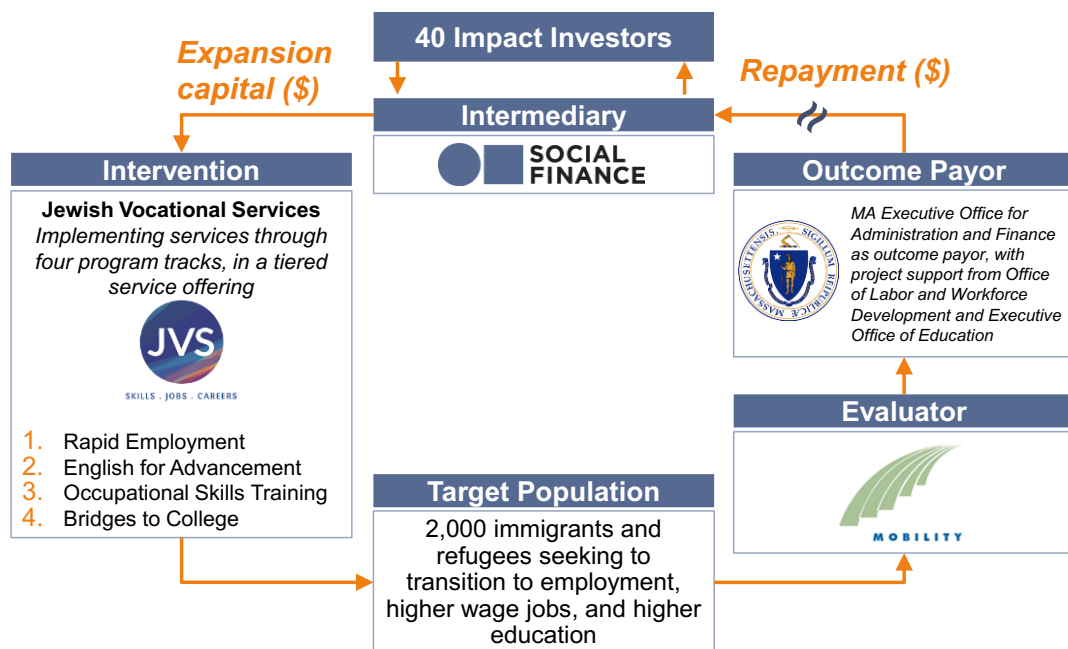 40 Impact Investors
Expansion
capital ($)
Repayment ($)
Intermediary
SOCIAL
FINANCE
Intervention
Jewish Vocational Services
Implementing services through
four program tracks, in a tiered
service offering
JVS
SKILLS . JOBS . CAREERS
1. Rapid Employment
2. English for Advancement
3. Occupational Skills Training
4. Bridges to College
Target Population
2,000 immigrants and
refugees seeking to
transition to employment,
higher wage jobs, and higher
education
Outcome Payor
SIGILLUM REIPUBLICÆ MASSACHUSETTENSIS
MA Executive Office for
Administration and Finance
as outcome payor, with
project support from Office
of Labor and Workforce
Development and Executive
Office of Education
Evaluator
MOBILITY